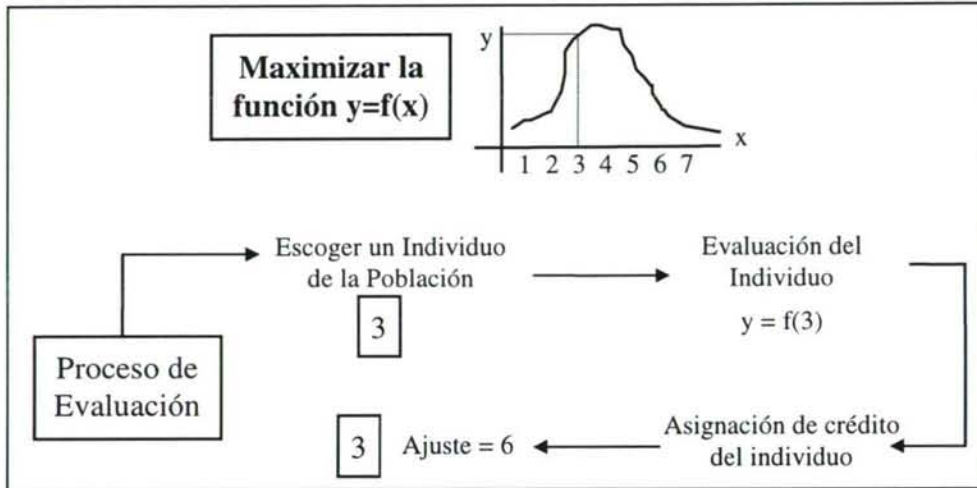 Maximizar la
función y=f(x)
y
x
1 2 3 4 5 6 7
Escoger un Individuo
de la Población
3
Evaluación del
Individuo
y = f(3)
Proceso de
Evaluación
3 Ajuste = 6
Asignación de crédito
del individuo